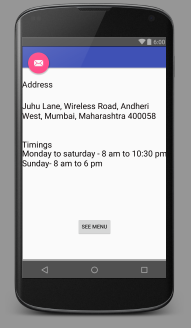 6:00
Address
Juhu Lane, Wireless Road, Andheri
West, Mumbai, Maharashtra 400058
Timings
Monday to saturday - 8 am to 10:30 pm
Sunday- 8 am to 6 pm
SEE MENU